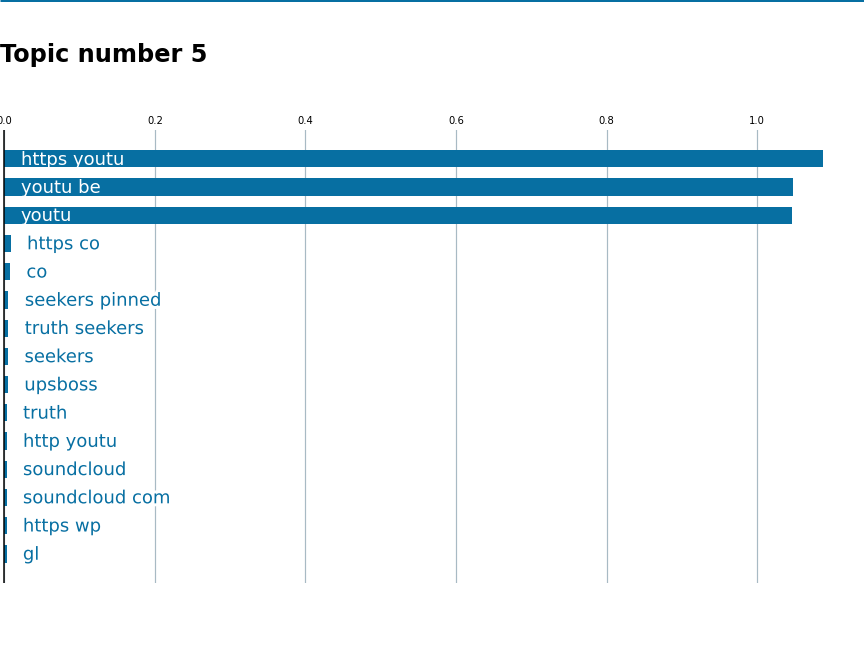 Topic number 5
0.0 0.2 0.4 0.6 0.8 1.0
https youtu
youtu be
youtu
https co
co
seekers pinned
truth seekers
seekers
upsboss
truth
http youtu
soundcloud
soundcloud com
https wp
gl